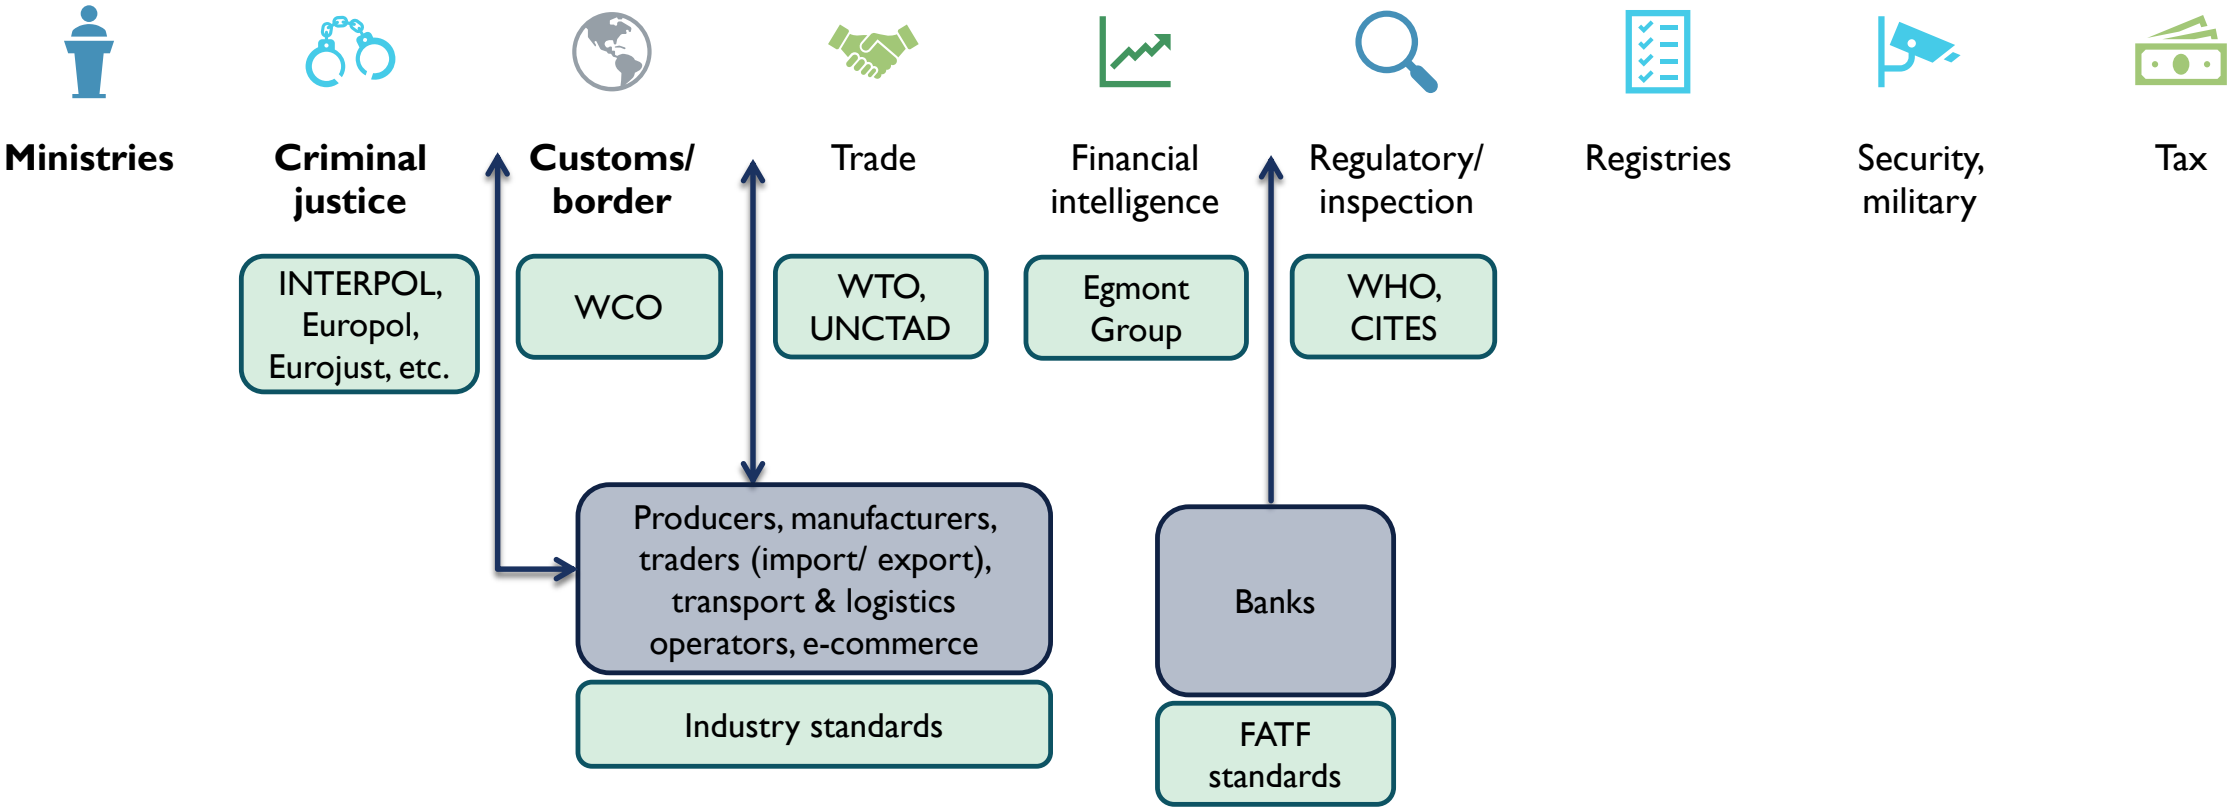 Ministries
Criminal
justice
Customs/
border
Trade
Financial
intelligence
Regulatory/
inspection
Registries
Security,
military
Tax
INTERPOL,
Europol,
Eurojust, etc.
WCO
WTO,
UNCTAD
Egmont
Group
WHO,
CITES
Producers, manufacturers,
traders (import/ export),
transport & logistics
operators, e-commerce
Banks
Industry standards
FATF
standards